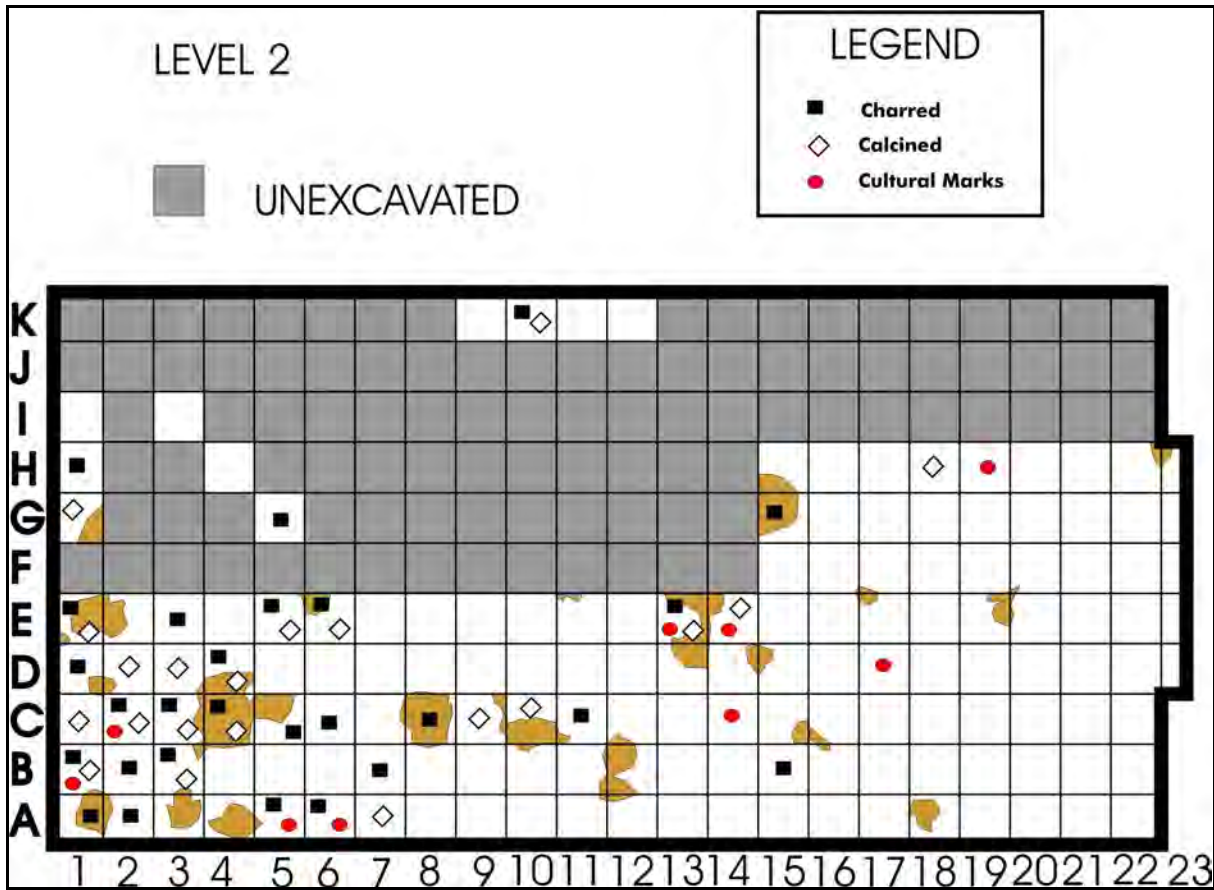 LEVEL 2
LEGEND
Charred
Calcined
Cultural Marks
UNEXCAVATED
K
J
I
H
G
F
E
D
C
B
A
1 2 3 4 5 6 7 8 9 10 11 12 13 14 15 16 17 18 19 20 21 22 23